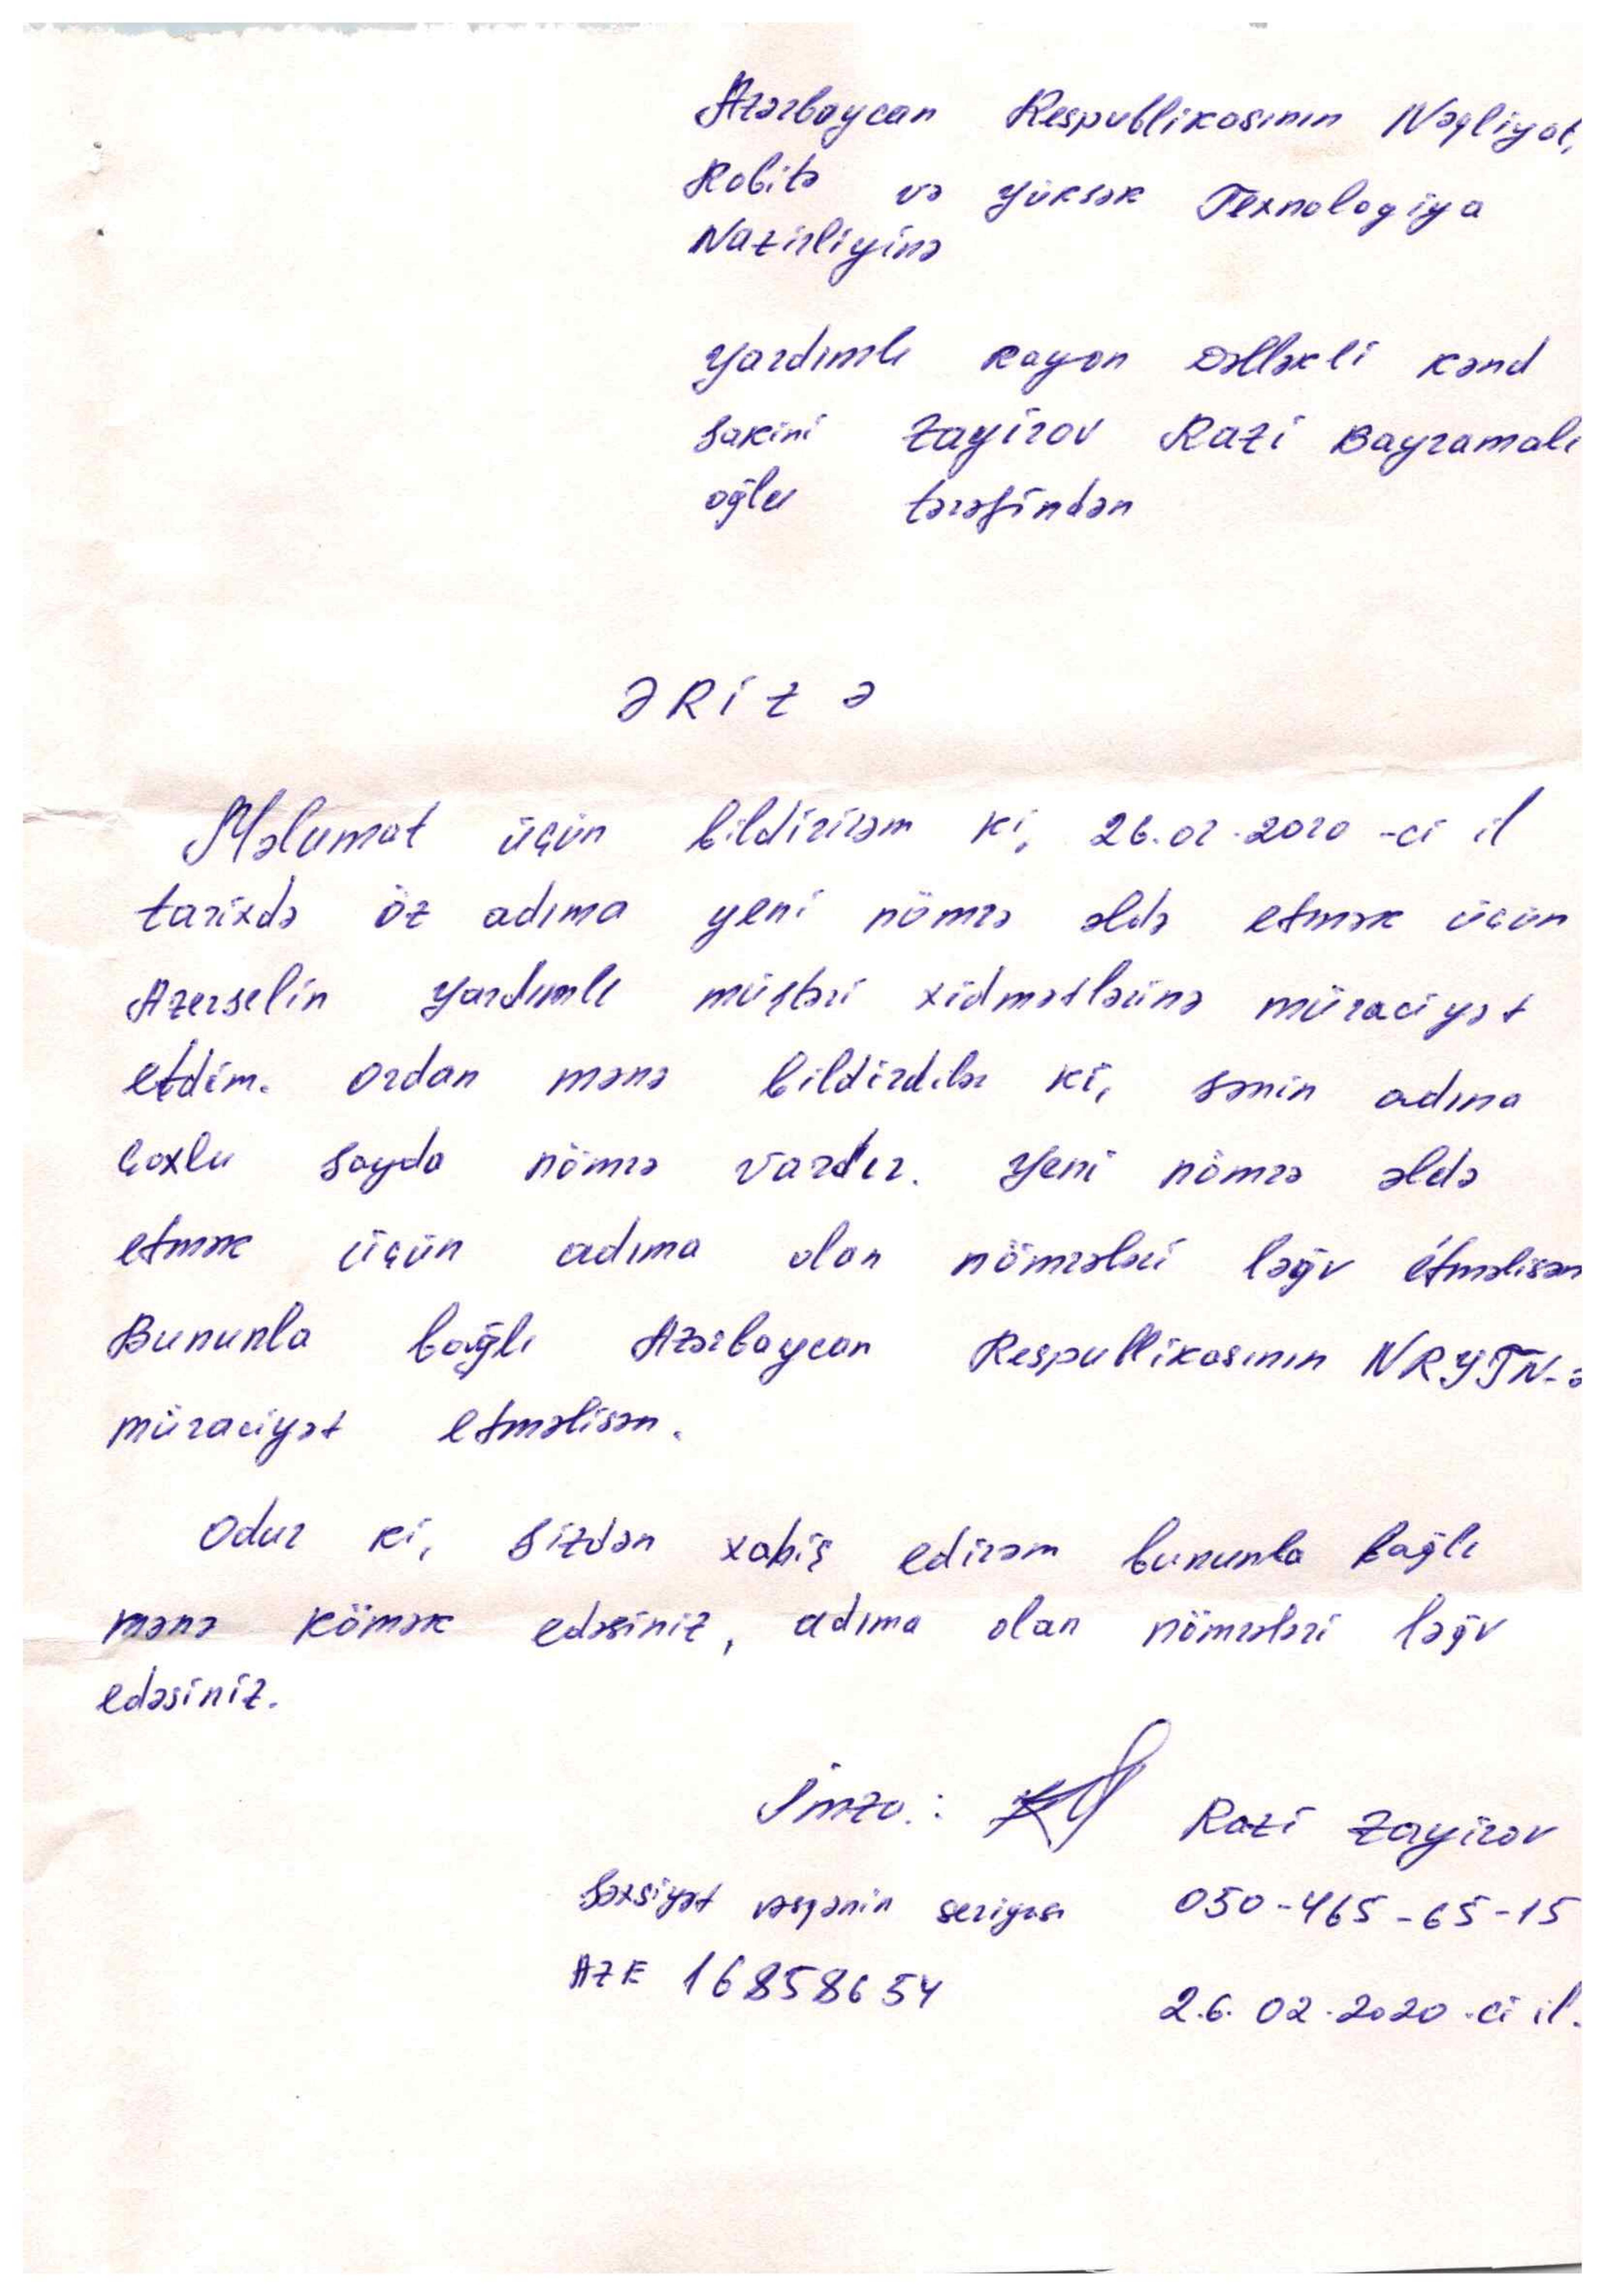 Azərbaycan Respublikasının Nəqliyat,
Rabitə və yüksək Texnologiya
Nazirliyinə
Yardımlı Rayon Dəlləkli kənd
sakini Zayirov Razi Bayramalı
oğlu tərəfindən
ƏRİZƏ
Məlumat üçün bildirirəm ki, 26.02.2020-ci il
tarixdə öz adıma yeni nömrə əldə etmək üçün
Azerselin Yardımlı müştəri xidmətlərinə müraciyət
etdim. Ordan mənə bildirdilər ki, sənin adına
çoxlu sayda nömrə vardır. Yeni nömrə əldə
etmək üçün adıma olan nömrələri ləğv etməlisən
Bununla bağlı Azərbaycan Respublikasının NRYTN-ə
müraciyət etməlisən.
Odur ki, sizdən xahiş edirəm bununla bağlı
mənə kömək edəsiniz, adıma olan nömrələri ləğv
edəsiniz.
İmza: Razi Zayirov
Şəxsiyət vəsqənin seriyası 050-465-65-15
AZE 16858654
26.02.2020-ci il.